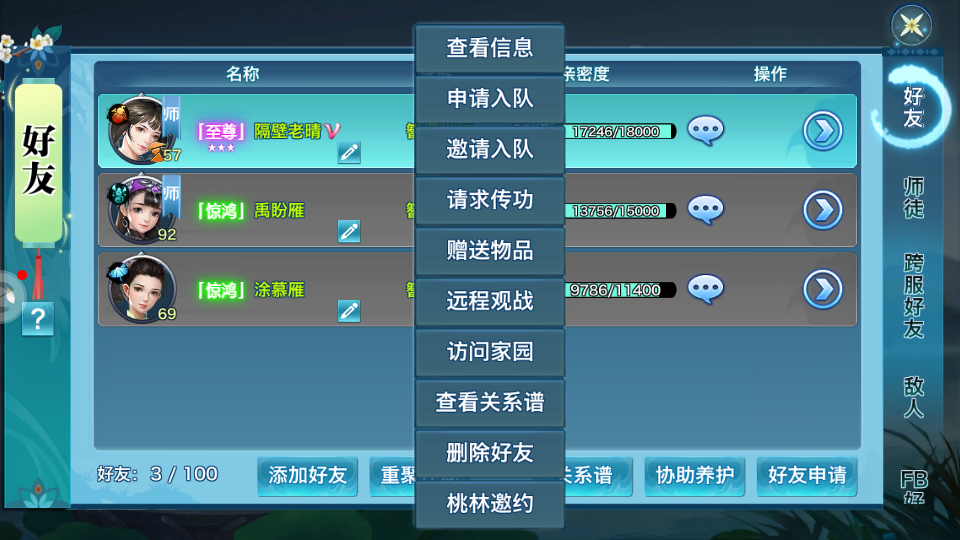 好友
?
名称
亲密度
操作
师
「至尊」 隔壁老晴
57
17246/18000
师
「惊鸿」 禹盼雁
92
13756/15000
「惊鸿」 涂慕雁
69
9786/11400
查看信息
申请入队
邀请入队
请求传功
赠送物品
远程观战
访问家园
查看关系谱
删除好友
桃林邀约
好友: 3 / 100
添加好友
重聚
关系谱
协助养护
好友申请
好友
师徒
跨服好友
敌人
FB好